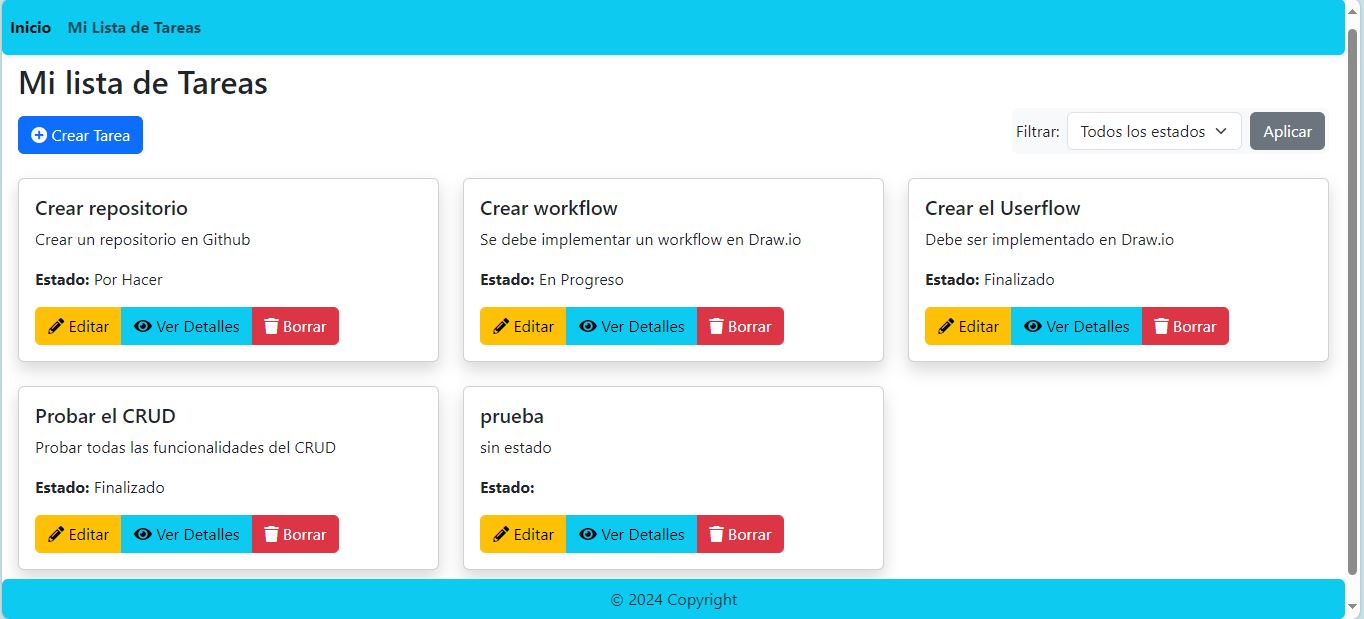 Inicio Mi Lista de Tareas
Mi lista de Tareas
Crear Tarea
Filtrar: Todos los estados Aplicar
Crear repositorio
Crear un repositorio en Github
Estado: Por Hacer
Editar Ver Detalles Borrar
Crear workflow
Se debe implementar un workflow en Draw.io
Estado: En Progreso
Editar Ver Detalles Borrar
Crear el Userflow
Debe ser implementado en Draw.io
Estado: Finalizado
Editar Ver Detalles Borrar
Probar el CRUD
Probar todas las funcionalidades del CRUD
Estado: Finalizado
Editar Ver Detalles Borrar
prueba
sin estado
Estado:
Editar Ver Detalles Borrar
© 2024 Copyright